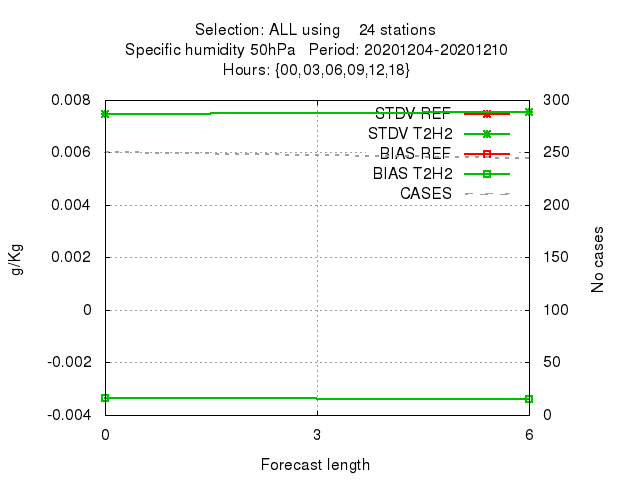 Selection: ALL using    24 stations
Specific humidity 50hPa   Period: 20201204-20201210
Hours: {00,03,06,09,12,18}
0.008
0.006
0.004
0.002
0
-0.002
-0.004
g/Kg
STDV REF
STDV T2H2
BIAS REF
BIAS T2H2
CASES
300
250
200
150
100
50
0
No cases
0 3 6
Forecast length